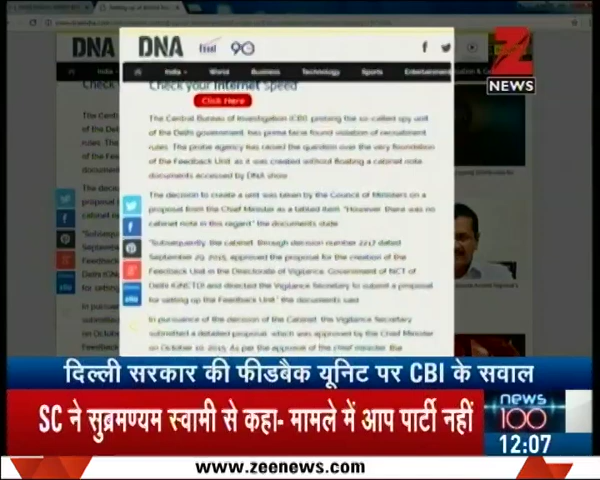 DNA
DNA
90
f
ZEE
NEWS
India
World
Business
Technology
Sports
Entertainment
Check
Check your Internet Speed
Click Here
The Central Bureau of Investigation (CBI), probing the so-called spy unit
of the Delhi government, has prima facie found violation of recruitment
rules. The probe agency has raised the question over the very foundation
of the Feedback Unit, as it was created without floating a cabinet note,
documents accessed by DNA show.
The decision to create a unit was taken by the Council of Ministers on a
proposal from the Chief Minister as a tabled item. "However, there was no
cabinet note in this regard," the documents state.
"Subsequently, the cabinet, through decision number 2217 dated
September 29, 2015, approved the proposal for the creation of the
Feedback Unit in the Directorate of Vigilance, Government of NCT of
Delhi (GNCTD) and directed the Vigilance Secretary to submit a proposal
for setting up the Feedback Unit," the documents said.
In pursuance of the decision of the Cabinet, the Vigilance Secretary
submitted a detailed proposal, which was approved by the Chief Minister
on October 2015. As per the approval of the chief minister, the
दिल्ली सरकार की फीडबैक यूनिट पर CBI के सवाल
SC ने सुब्रमण्यम स्वामी से कहा- मामले में आप पार्टी नहीं
news
100
12:07
www.zeenews.com